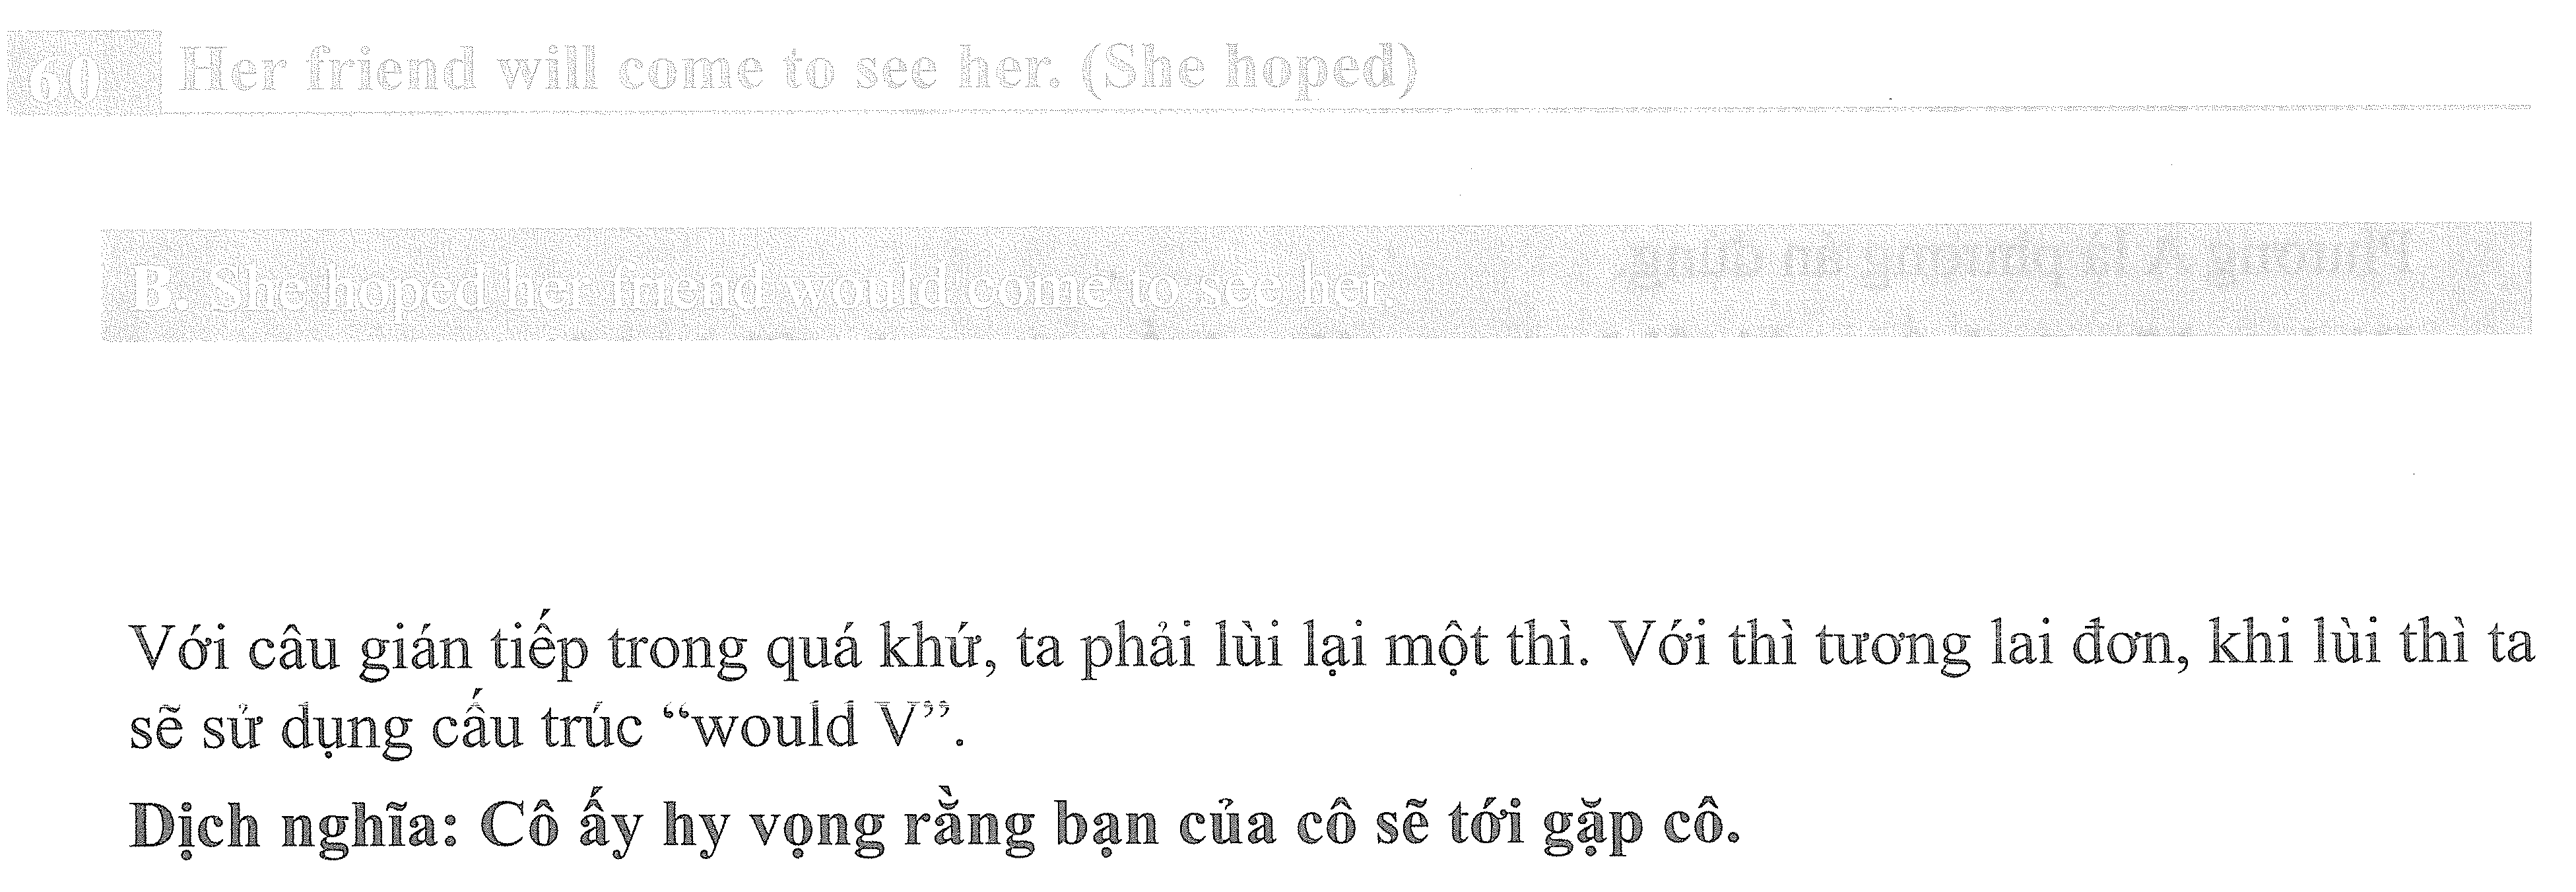 60 Her friend will come to see her. (She hoped)
B. She hoped her friend would come to see her.
Với câu gián tiếp trong quá khứ, ta phải lùi lại một thì. Với thì tương lai đơn, khi lùi thì ta
sẽ sử dụng cấu trúc “would V”.
Dịch nghĩa: Cô ấy hy vọng rằng bạn của cô sẽ tới gặp cô.